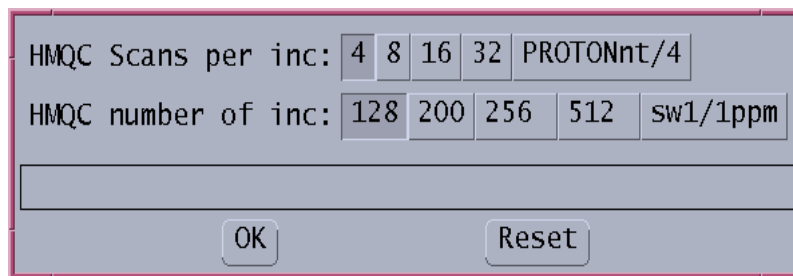 HMQC Scans per inc: 4 8 16 32 PROTONnt/4
HMQC number of inc: 128 200 256 512 sw1/1ppm
OK Reset